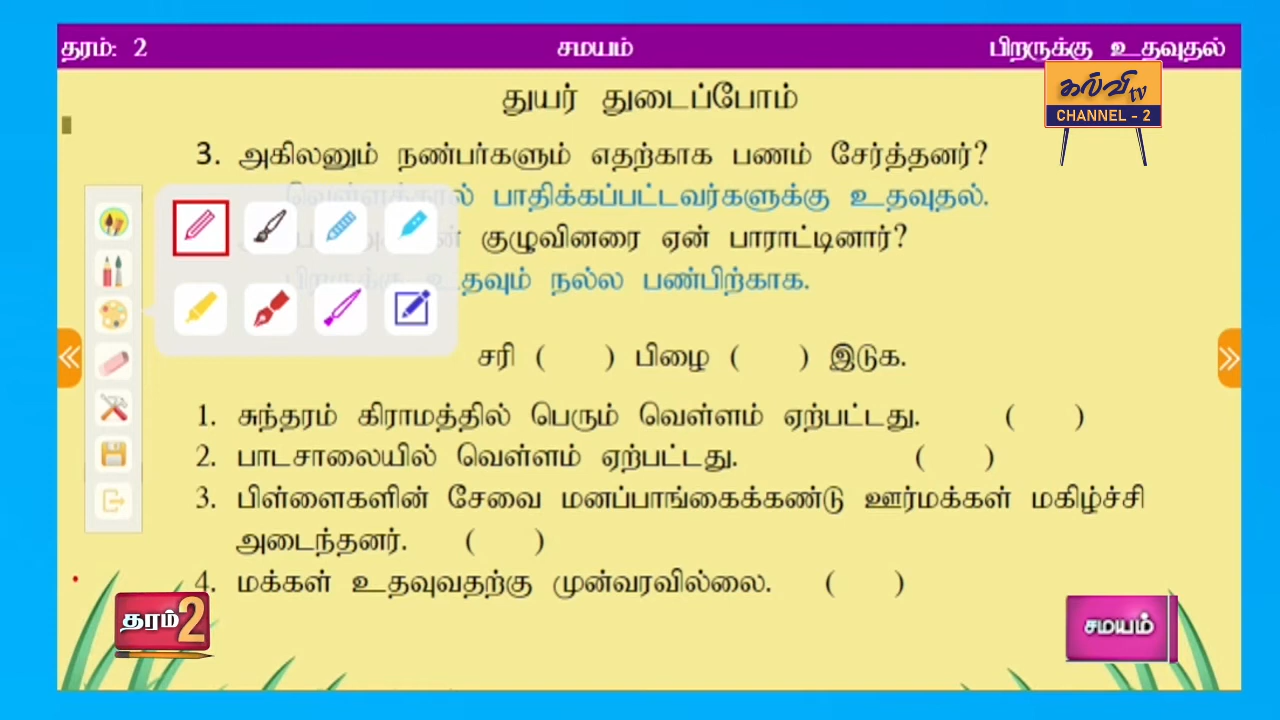 தரம்: 2 சமயம் பிறருக்கு உதவுதல்
கல்வி tv
CHANNEL - 2
துயர் துடைப்போம்
3. அகிலனும் நண்பர்களும் எதற்காக பணம் சேர்த்தனர்?
வெள்ளத்தால் பாதிக்கப்பட்டவர்களுக்கு உதவுதல்.
குழுவினரை ஏன் பாராட்டினார்?
பிறருக்கு உதவும் நல்ல பண்பிற்காக.
சரி ( ) பிழை ( ) இடுக.
1. சுந்தரம் கிராமத்தில் பெரும் வெள்ளம் ஏற்பட்டது. ( )
2. பாடசாலையில் வெள்ளம் ஏற்பட்டது. ( )
3. பிள்ளைகளின் சேவை மனப்பாங்கைக்கண்டு ஊர்மக்கள் மகிழ்ச்சி
அடைந்தனர். ( )
4. மக்கள் உதவுவதற்கு முன்வரவில்லை. ( )
தரம் 2
சமயம்